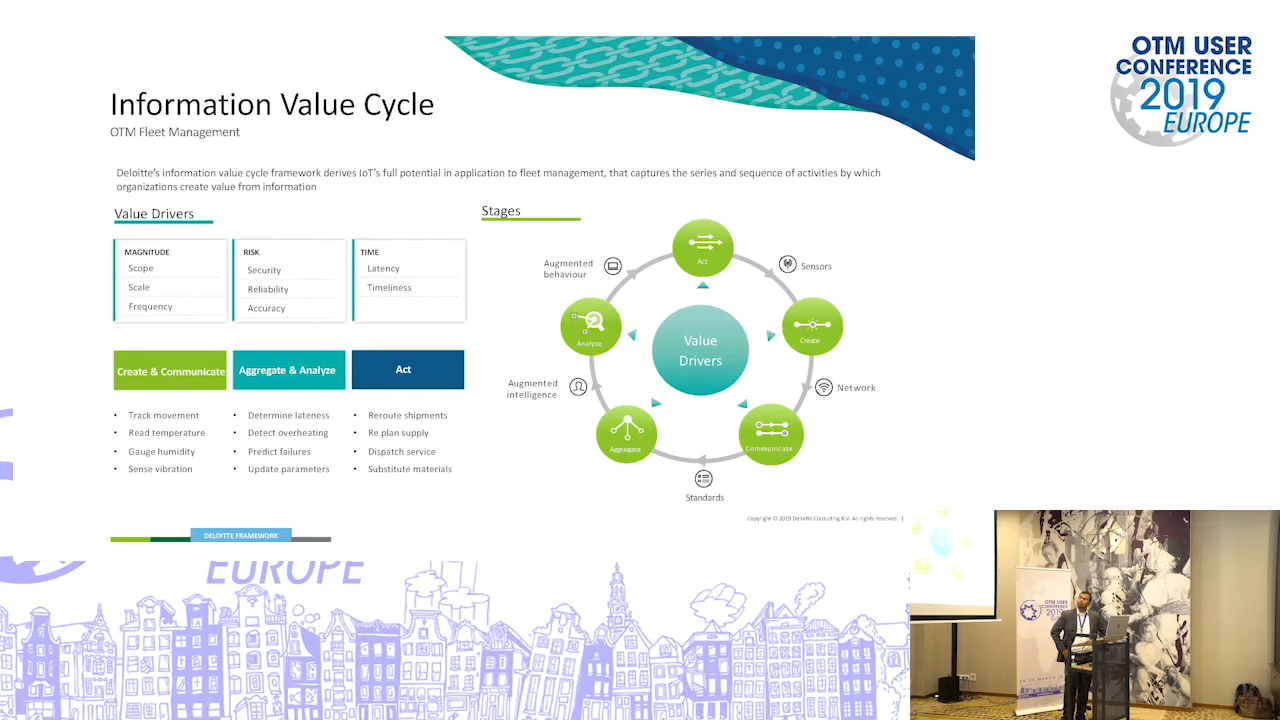 Information Value Cycle
OTM Fleet Management
Deloitte's information value cycle framework derives IoT's full potential in application to fleet management, that captures the series and sequence of activities by which
organizations create value from information
Value Drivers
MAGNITUDE
Scope
Scale
Frequency
RISK
Security
Reliability
Accuracy
TIME
Latency
Timeliness
Create & Communicate
Aggregate & Analyze
Act
• Track movement
• Read temperature
• Gauge humidity
• Sense vibration
• Determine lateness
• Detect overheating
• Predict failures
• Update parameters
• Reroute shipments
• Re plan supply
• Dispatch service
• Substitute materials
Stages
Act
Sensors
Create
Network
Communicate
Standards
Aggregate
Augmented
intelligence
Analyze
Augmented
behaviour
Value
Drivers
Copyright © 2019 Deloitte Consulting B.V. All rights reserved. |
DELOITTE FRAMEWORK
OTM USER
CONFERENCE
2019
EUROPE
EUROPE
OTM USER
CONFERENCE
2019